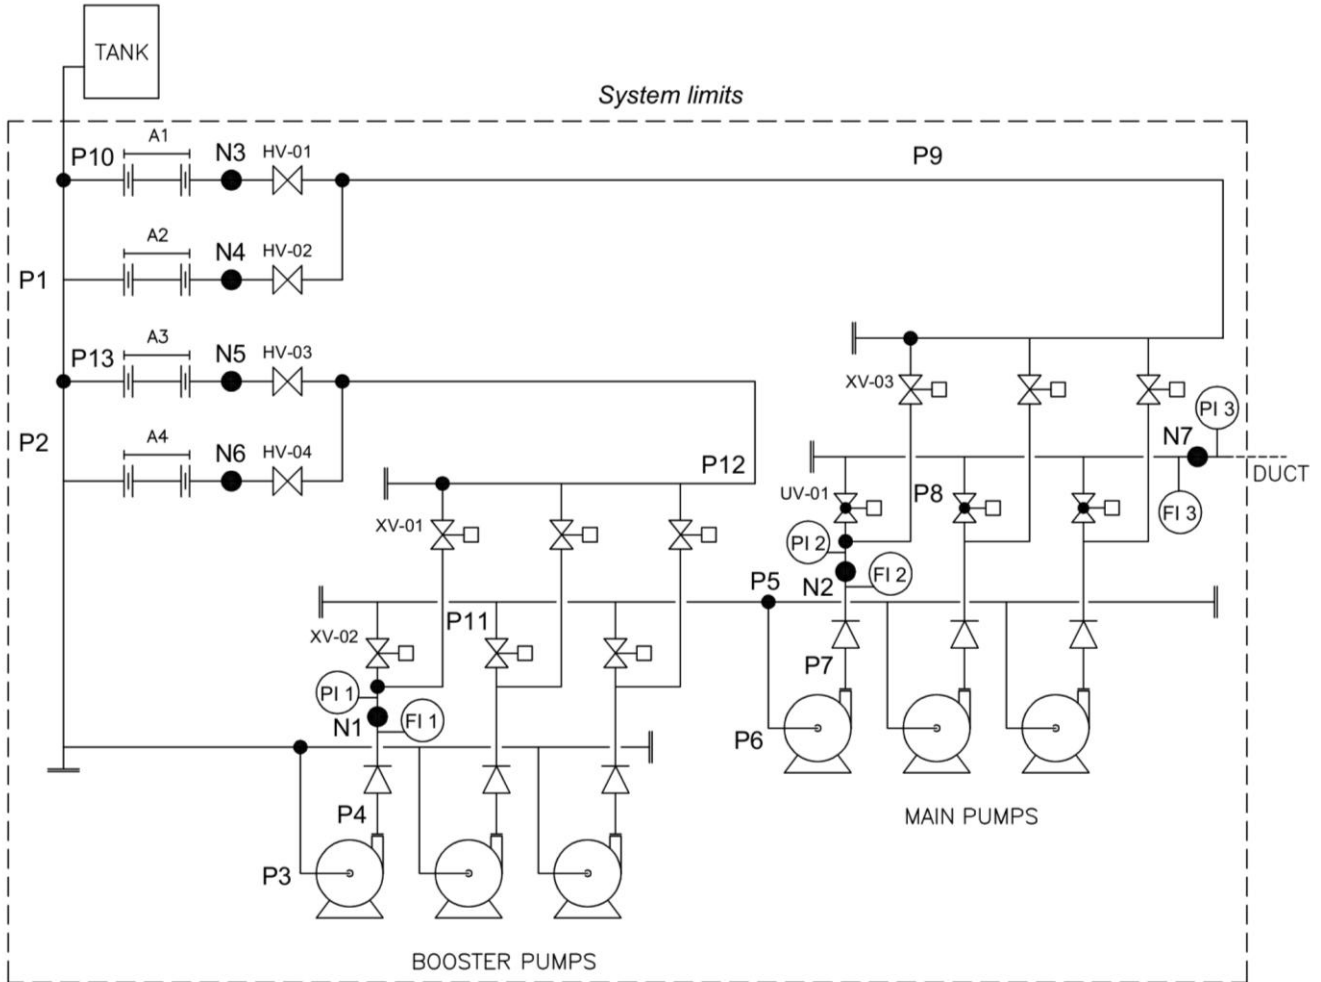 TANK
System limits
A1
P10
N3
HV-01
P9
A2
N4
HV-02
P1
A3
P13
N5
HV-03
XV-03
PI 3
A4
P2
N6
HV-04
P12
N7
DUCT
XV-01
UV-01
P8
FI 3
PI 2
FI 2
P5
N2
P11
XV-02
P7
PI 1
N1
FI 1
P6
P4
MAIN PUMPS
P3
BOOSTER PUMPS